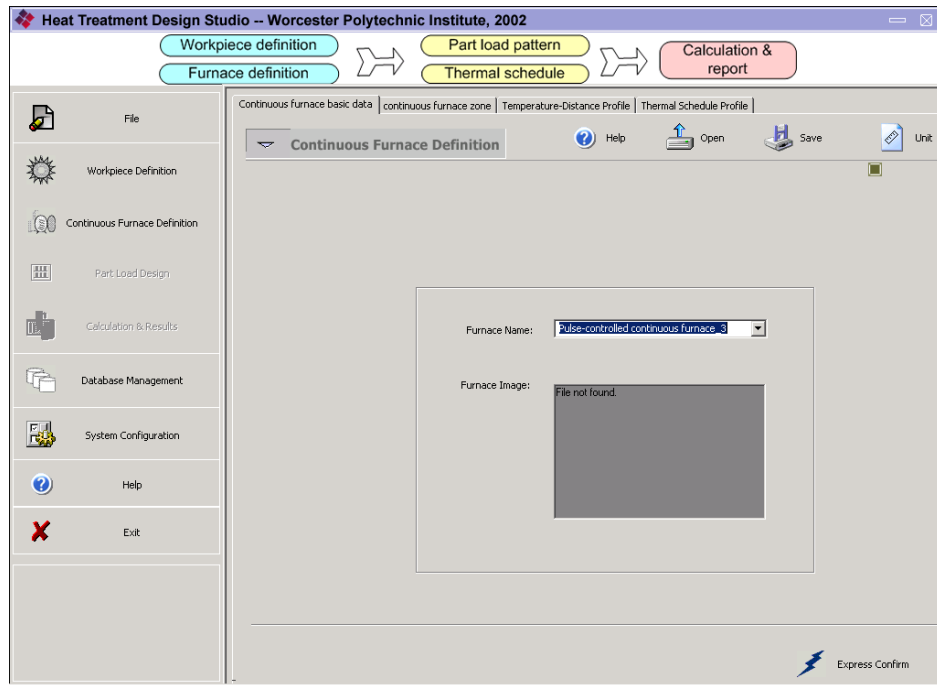 Heat Treatment Design Studio -- Worcester Polytechnic Institute, 2002
Workpiece definition
Furnace definition
Part load pattern
Thermal schedule
Calculation &
report
File
Workpiece Definition
Continuous Furnace Definition
Part Load Design
Calculation & Results
Database Management
System Configuration
Help
Exit
Continuous furnace basic data continuous furnace zone Temperature-Distance Profile Thermal Schedule Profile
Continuous Furnace Definition Help Open Save Unit
Furnace Name: Pulse-controlled continuous furnace_3
Furnace Image: File not found.
Express Confirm